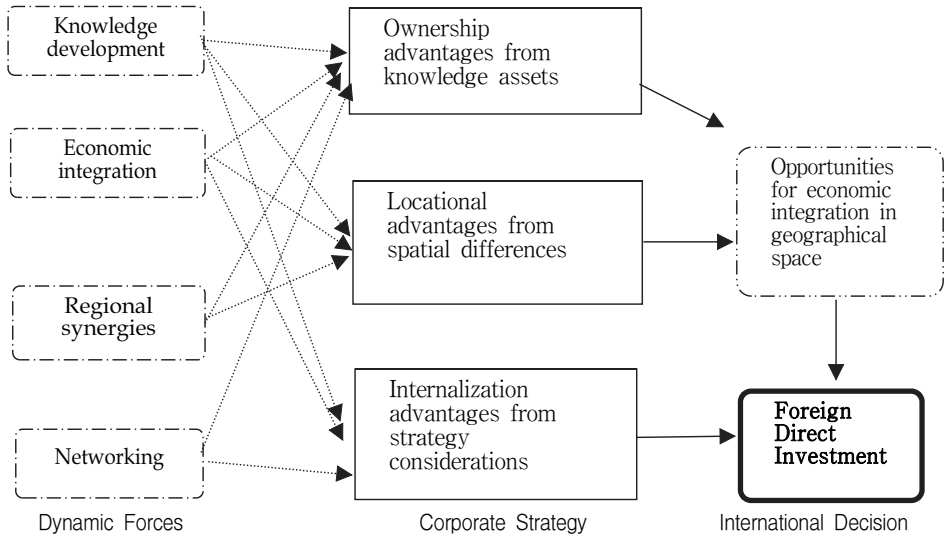 Knowledge
development
Economic
integration
Regional
synergies
Networking
Dynamic Forces
Ownership
advantages from
knowledge assets
Locational
advantages from
spatial differences
Internalization
advantages from
strategy
considerations
Corporate Strategy
Opportunities
for economic
integration in
geographical
space
Foreign
Direct
Investment
International Decision